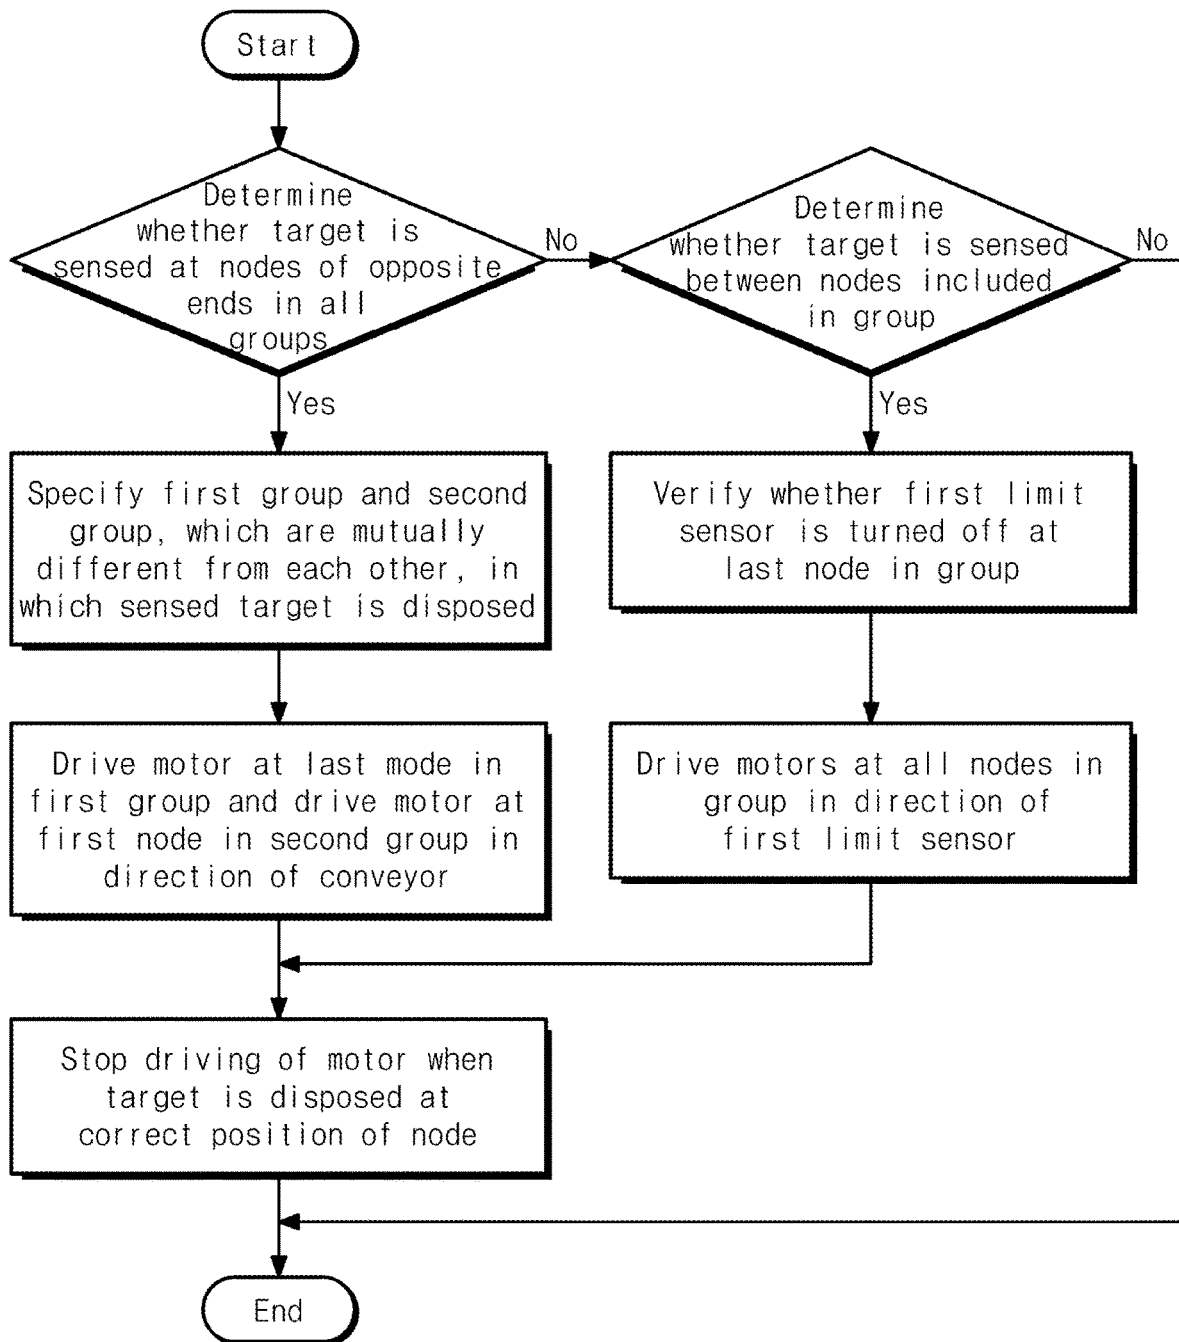 Start
Determine
whether target is
sensed at nodes of opposite
ends in all
groups
No
Determine
whether target is sensed
between nodes included
in group
No
Yes
Yes
Specify first group and second
group, which are mutually
different from each other, in
which sensed target is disposed
Verify whether first limit
sensor is turned off at
last node in group
Drive motor at last mode in
first group and drive motor at
first node in second group in
direction of conveyor
Drive motors at all nodes in
group in direction of
first limit sensor
Stop driving of motor when
target is disposed at
correct position of node
End